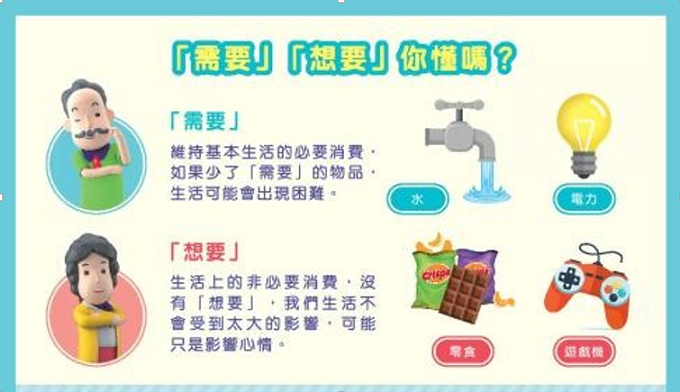 「需要」「想要」你懂嗎？
「需要」
維持基本生活的必要消費，
如果少了「需要」的物品，
生活可能會出現困難。
水
電力
「想要」
生活上的非必要消費，沒
有「想要」，我們生活不
會受到太大的影響，可能
只是影響心情。
Crisps
零食
遊戲機